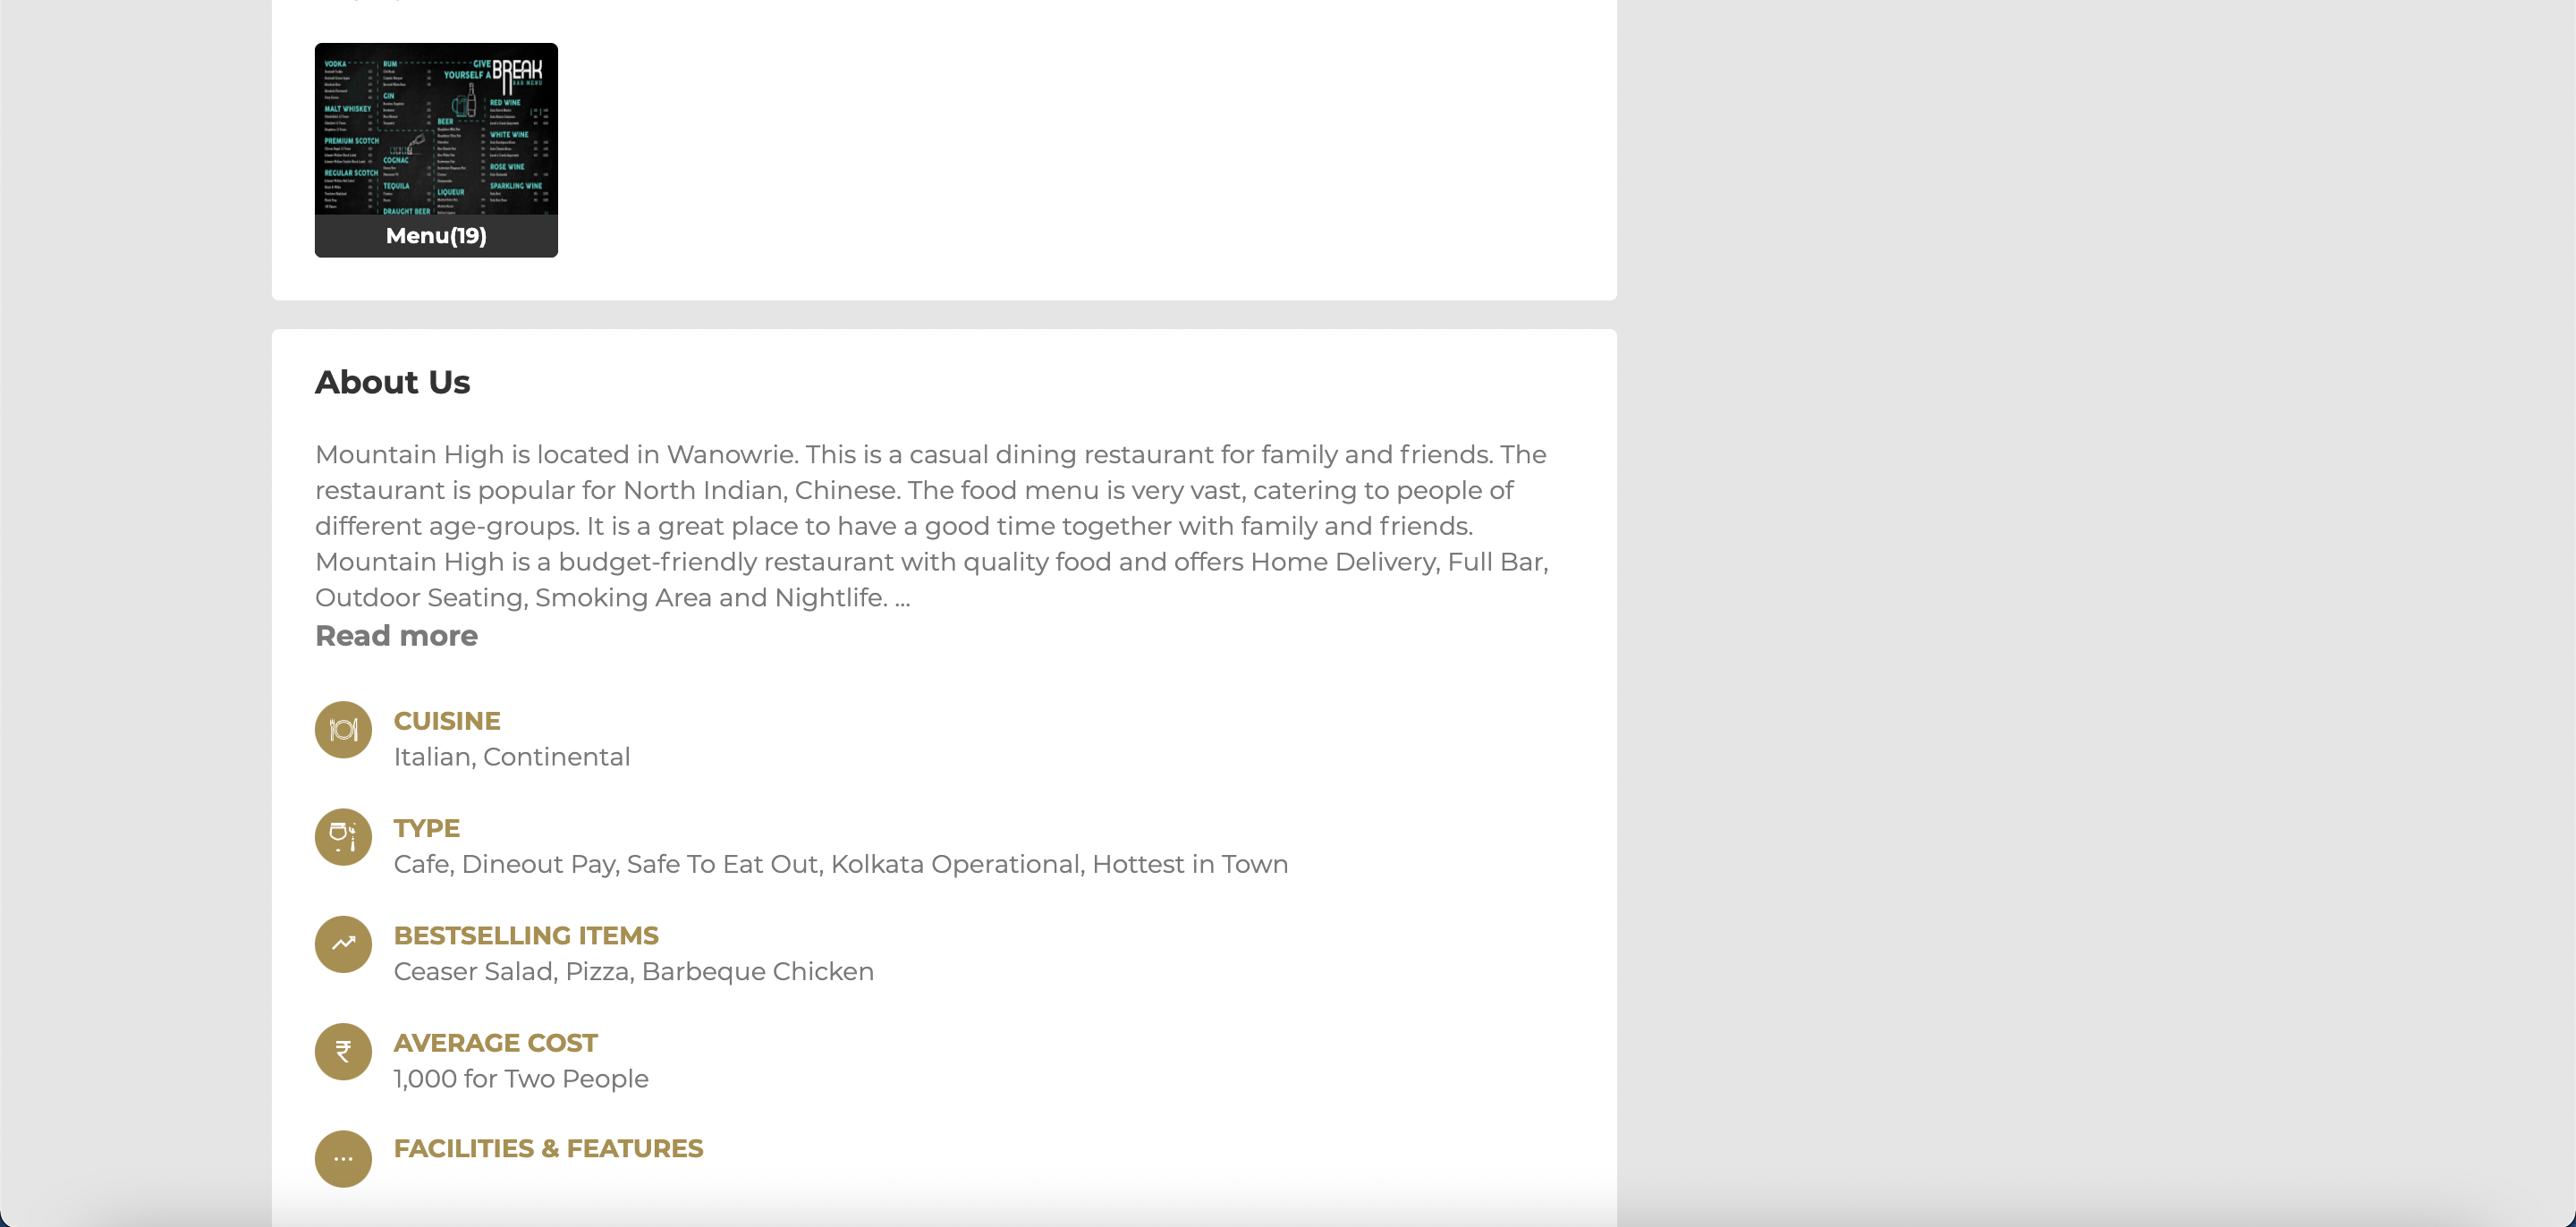 VODKA
RUM
GIVE
YOURSELF A
BREAK
BAR MENU
GIN
MALT WHISKEY
RED WINE
BEER
PREMIUM SCOTCH
WHITE WINE
COGNAC
REGULAR SCOTCH
ROSE WINE
TEQUILA
SPARKLING WINE
LIQUEUR
DRAUGHT BEER
Menu(19)
About Us
Mountain High is located in Wanowrie. This is a casual dining restaurant for family and friends. The
restaurant is popular for North Indian, Chinese. The food menu is very vast, catering to people of
different age-groups. It is a great place to have a good time together with family and friends.
Mountain High is a budget-friendly restaurant with quality food and offers Home Delivery, Full Bar,
Outdoor Seating, Smoking Area and Nightlife. ...
Read more
CUISINE
Italian, Continental
TYPE
Cafe, Dineout Pay, Safe To Eat Out, Kolkata Operational, Hottest in Town
BESTSELLING ITEMS
Ceaser Salad, Pizza, Barbeque Chicken
₹
AVERAGE COST
1,000 for Two People
FACILITIES & FEATURES